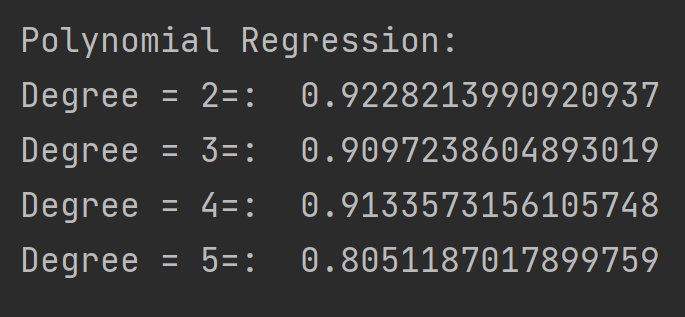 Polynomial Regression:
Degree = 2=:  0.9228213990920937
Degree = 3=:  0.9097238604893019
Degree = 4=:  0.9133573156105748
Degree = 5=:  0.8051187017899759